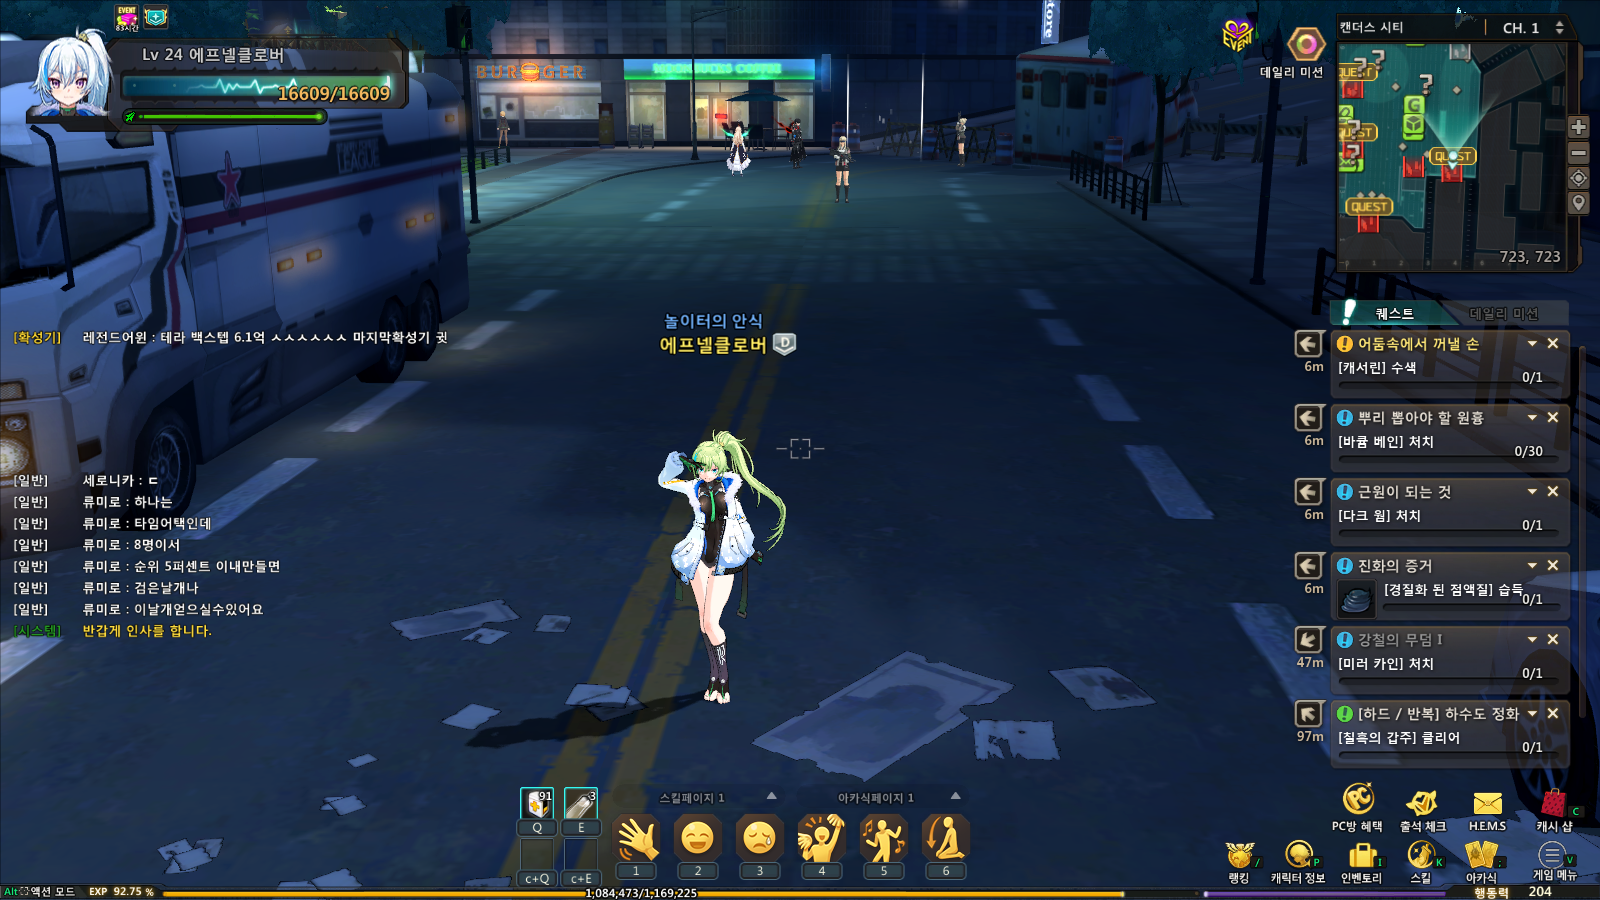 EVENT
83시간
Lv 24 에프넬클로버
16609/16609
BURGER
LEAGUE
tore
EVENT
데일리 미션
캔더스 시티
CH. 1
QUEST
QUEST
QUEST
723, 723
[확성기] 레전드어윈 : 테라 백스텝 6.1억 ㅅㅅㅅㅅㅅㅅ 마지막확성기 귓
놀이터의 안식
에프넬클로버 D
[일반] 세로니카 : ㄷ
[일반] 류미로 : 하나는
[일반] 류미로 : 타임어택인데
[일반] 류미로 : 8명이서
[일반] 류미로 : 순위 5퍼센트 이내만들면
[일반] 류미로 : 검은날개나
[일반] 류미로 : 이날개얻으실수있어요
[시스템] 반갑게 인사를 합니다.
퀘스트
데일리 미션
어둠속에서 꺼낼 손
6m
[캐서린] 수색
0/1
뿌리 뽑아야 할 원흉
6m
[바큠 베인] 처치
0/30
근원이 되는 것
6m
[다크 웜] 처치
0/1
진화의 증거
6m
[경질화 된 점액질] 습득
0/1
강철의 무덤 I
47m
[미러 카인] 처치
0/1
[하드 / 반복] 하수도 정화
97m
[칠흑의 갑주] 클리어
0/1
91
3
Q
E
c+Q
c+E
스킬페이지 1
아카식페이지 1
1 2 3 4 5 6
PC방 혜택
출석 체크
H.E.M.S
캐시 샵
C
랭킹
캐릭터 정보
P
인벤토리
I
스킬
K
아카식
게임 메뉴
V
Alt 액션 모드
EXP 92.75 %
1,084,473/1,169,225
행동력
204